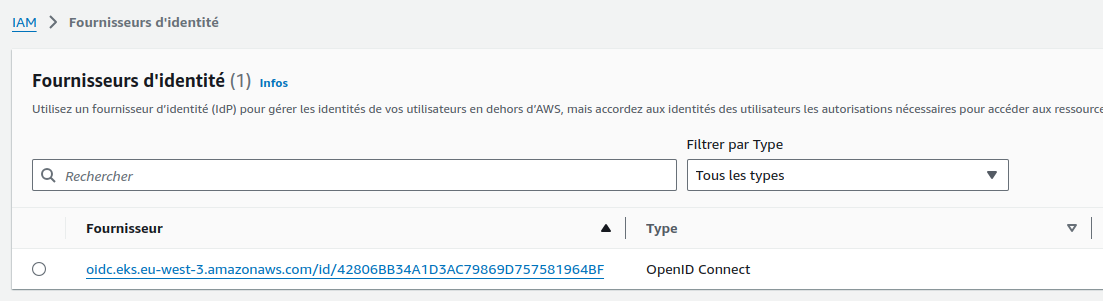 IAM > Fournisseurs d'identité
Fournisseurs d'identité (1) Infos
Utilisez un fournisseur d'identité (IdP) pour gérer les identités de vos utilisateurs en dehors d'AWS, mais accordez aux identités des utilisateurs les autorisations nécessaires pour accéder aux ressource
Filtrer par Type
Rechercher Tous les types
Fournisseur Type
oidc.eks.eu-west-3.amazonaws.com/id/42806BB34A1D3AC79869D757581964BF OpenID Connect